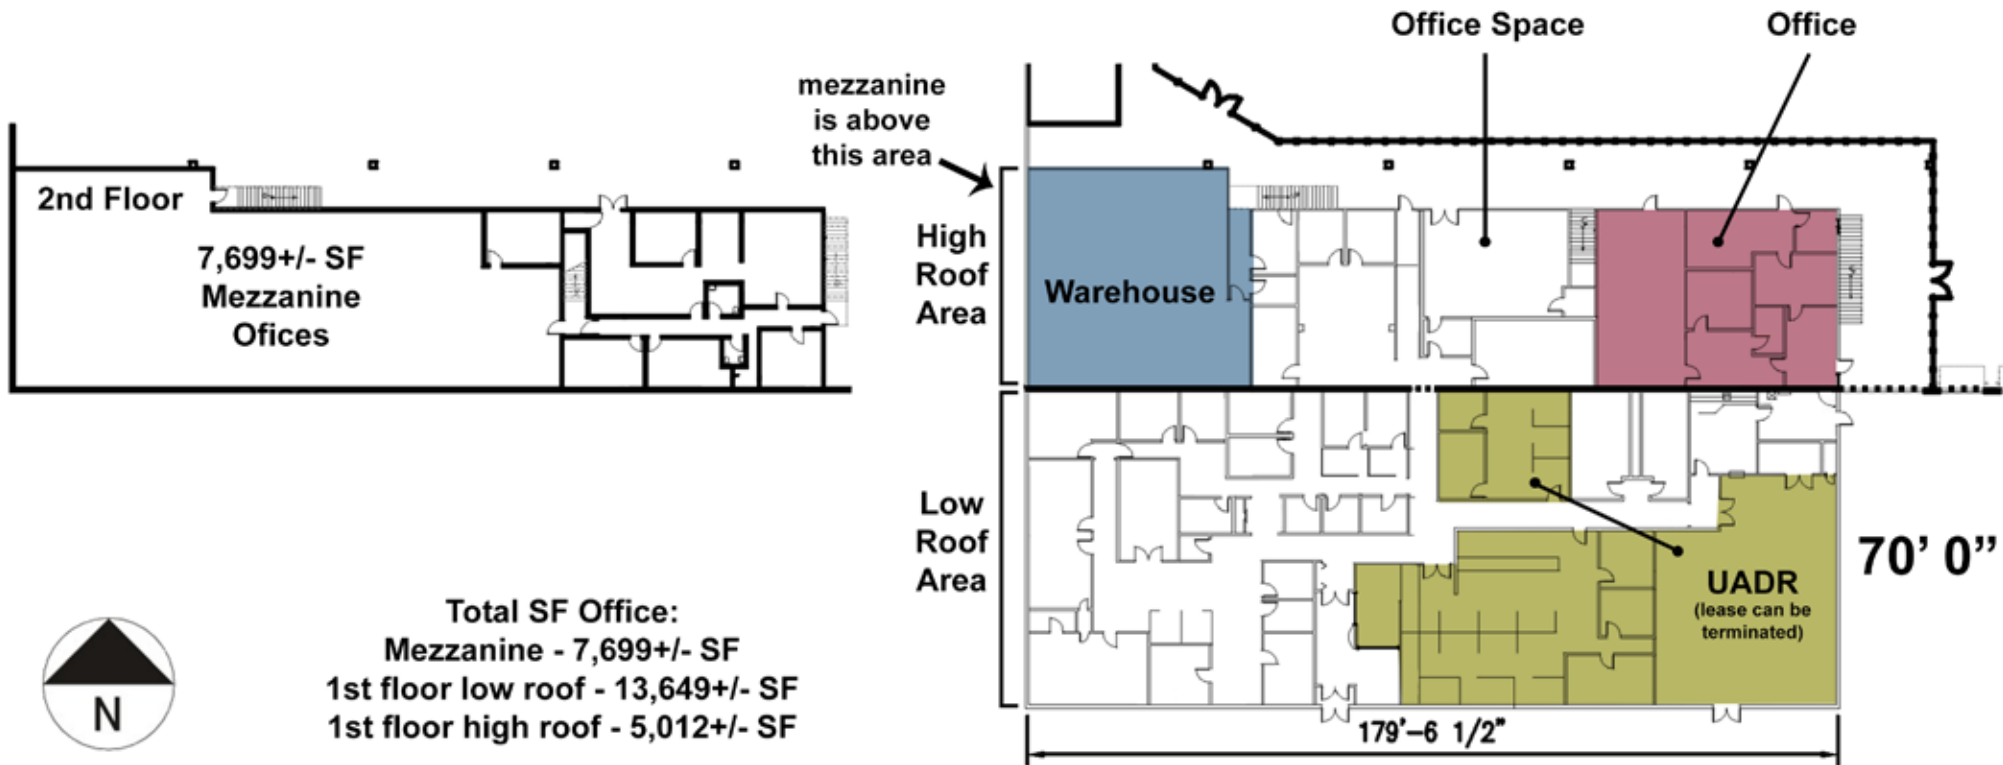 Office Space
Office
mezzanine
is above
this area
2nd Floor
7,699+/- SF
Mezzanine
Ofices
High
Roof
Area
Warehouse
Low
Roof
Area
UADR
(lease can be
terminated)
70’ 0”
179’-6 1/2”
N
Total SF Office:
Mezzanine - 7,699+/- SF
1st floor low roof - 13,649+/- SF
1st floor high roof - 5,012+/- SF